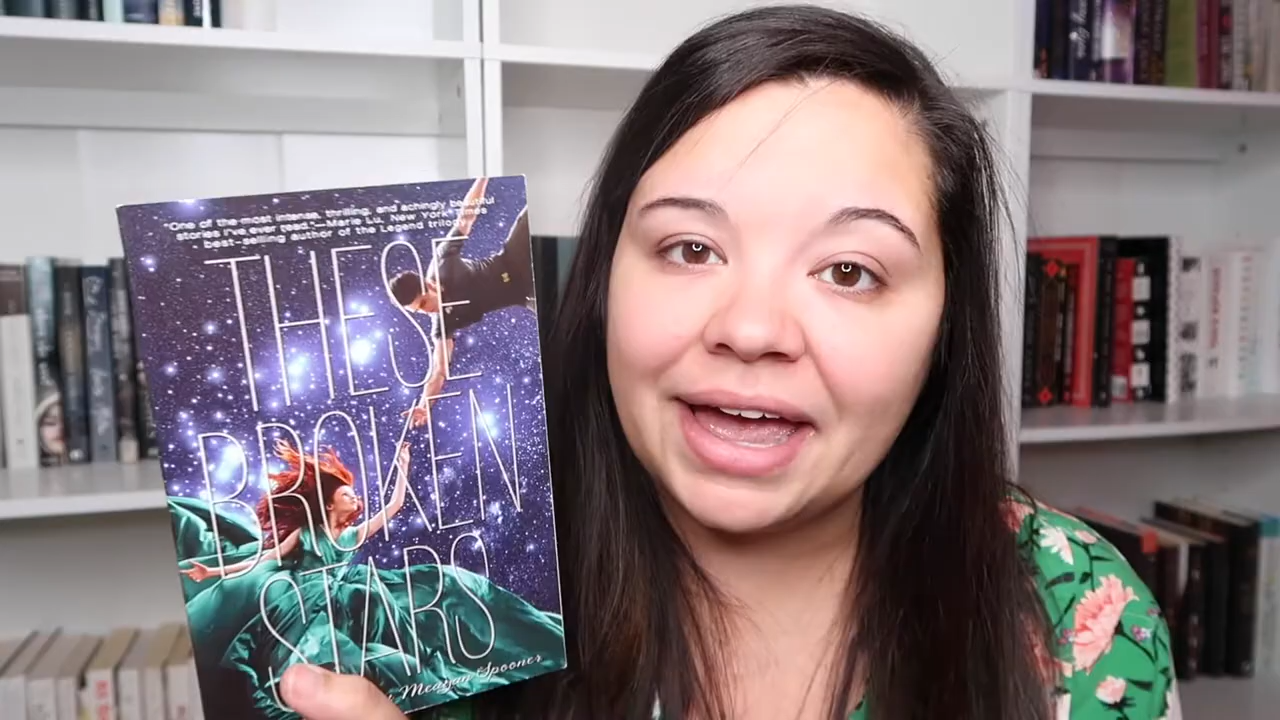 "One of the most intense, thrilling, and achingly beautiful
stories I've ever read."—Marie Lu, New York Times
best-selling author of the Legend trilogy
THESE
BROKEN
STARS
Meagan Spooner